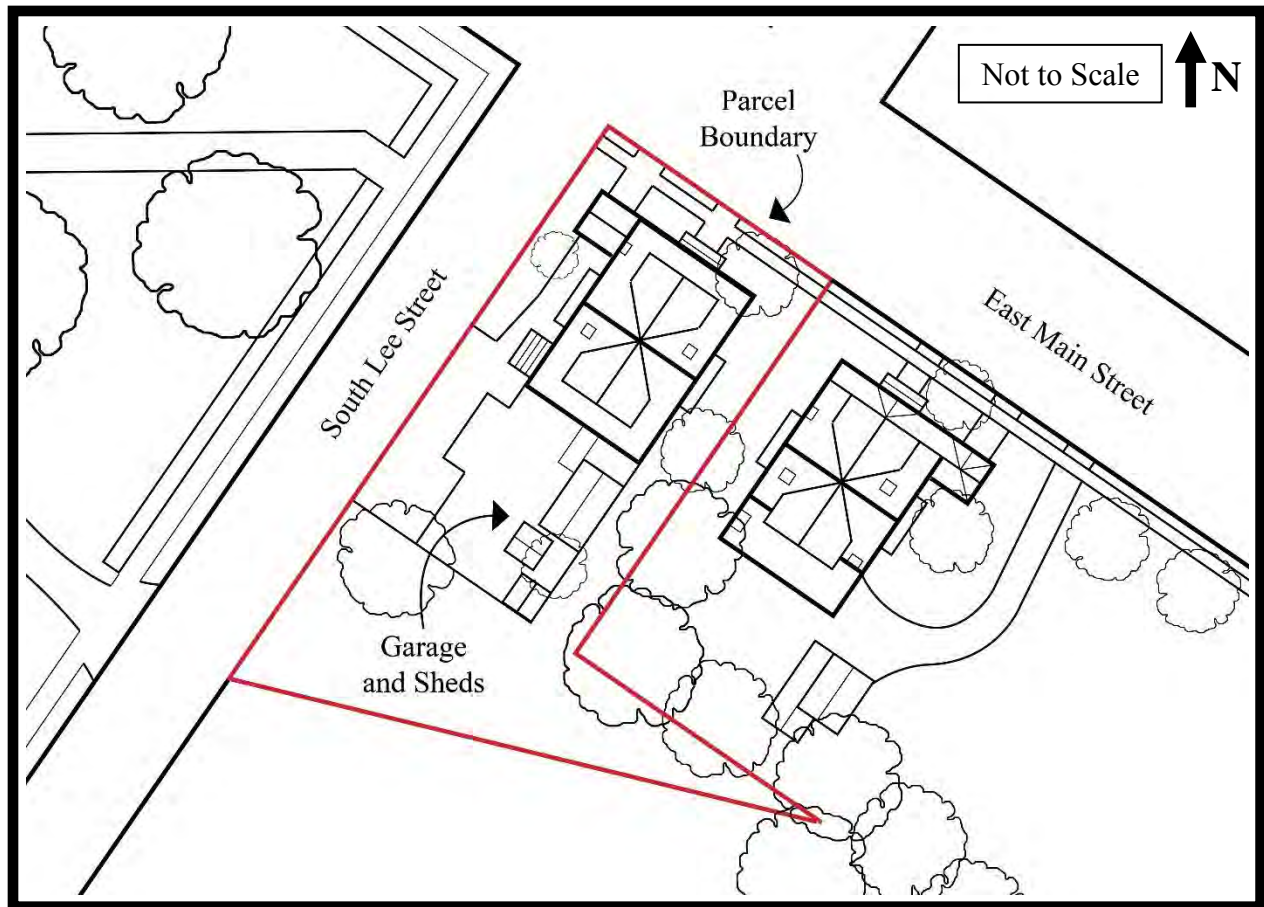 Not to Scale
N
Parcel
Boundary
South Lee Street
East Main Street
Garage
and Sheds